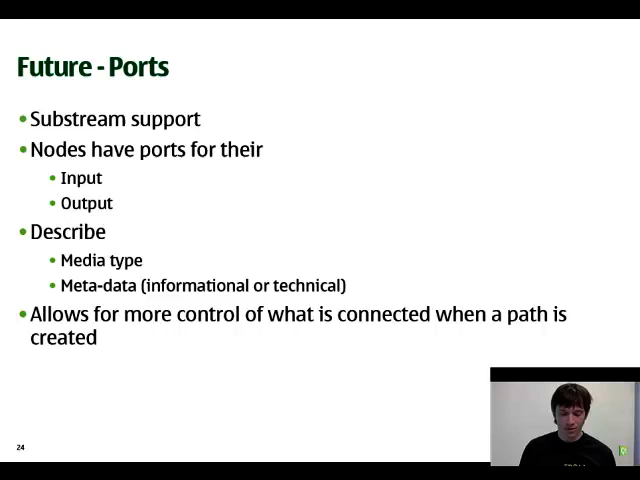 Future - Ports
• Substream support
• Nodes have ports for their
• Input
• Output
• Describe
• Media type
• Meta-data (informational or technical)
• Allows for more control of what is connected when a path is
created
24